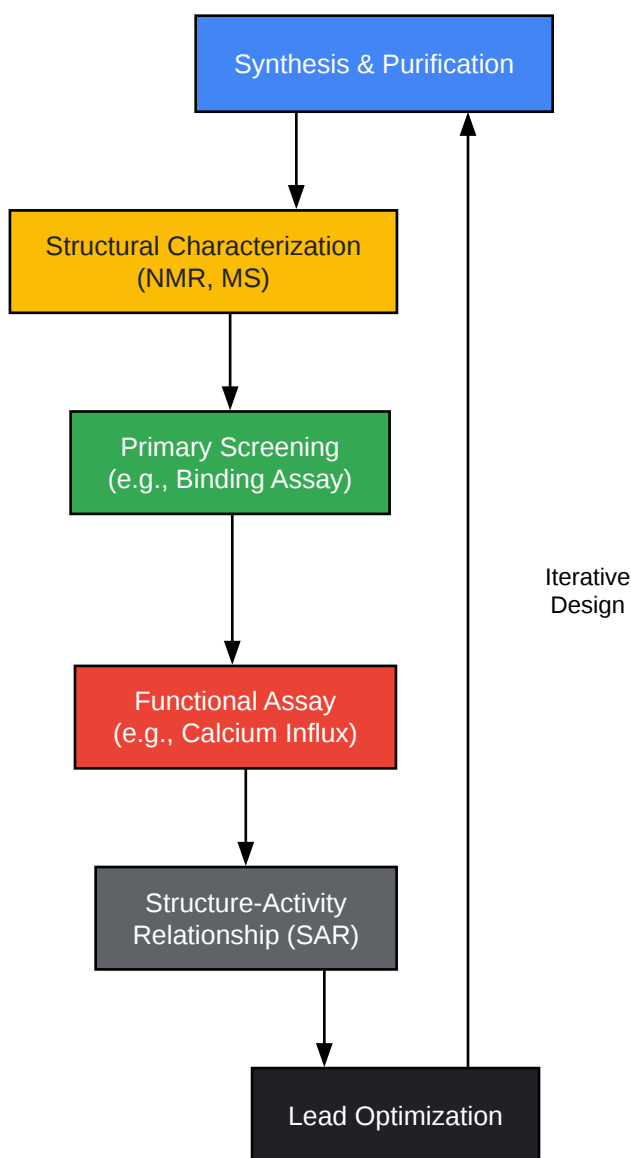 Synthesis & Purification
Structural Characterization
(NMR, MS)
Primary Screening
(e.g., Binding Assay)
Iterative
Design
Functional Assay
(e.g., Calcium Influx)
Structure-Activity
Relationship (SAR)
Lead Optimization